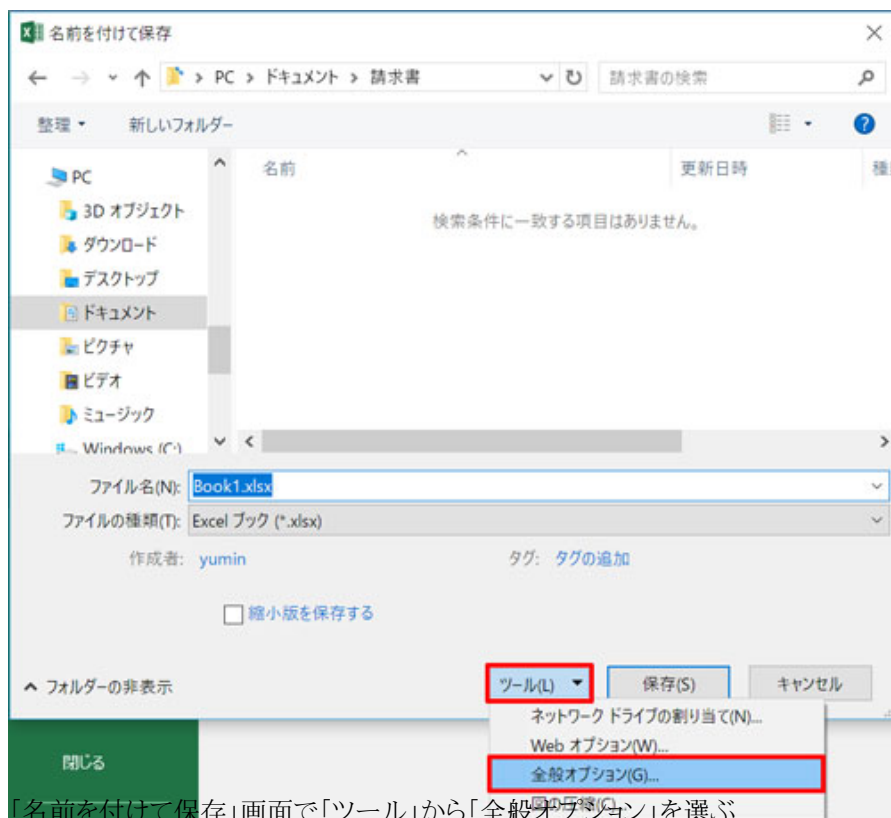 名前を付けて保存
PC > ドキュメント > 請求書
請求書の検索
整理
新しいフォルダー
名前
更新日時
種
検索条件に一致する項目はありません。
PC
3D オブジェクト
ダウンロード
デスクトップ
ドキュメント
ピクチャ
ビデオ
ミュージック
Windows (C:)
ファイル名(N): Book1.xlsx
ファイルの種類(T): Excel ブック (*.xlsx)
作成者: yumin
タグ: タグの追加
縮小版を保存する
フォルダーの非表示
ツール(L)
保存(S)
キャンセル
ネットワーク ドライブの割り当て(N)...
Web オプション(W)...
全般オプション(G)...
図の圧縮(C)...
閉じる
「名前を付けて保存」画面で「ツール」から「全般オプション」を選ぶ